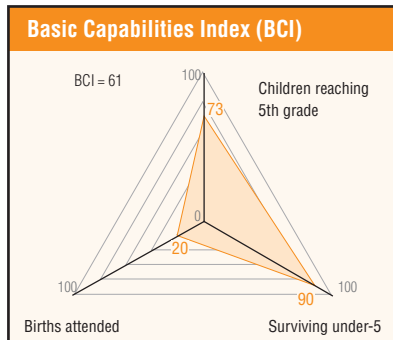 Basic Capabilities Index (BCI)
BCI = 61
100
Children reaching
5th grade
73
0
20
100
100
90
Births attended
Surviving under-5